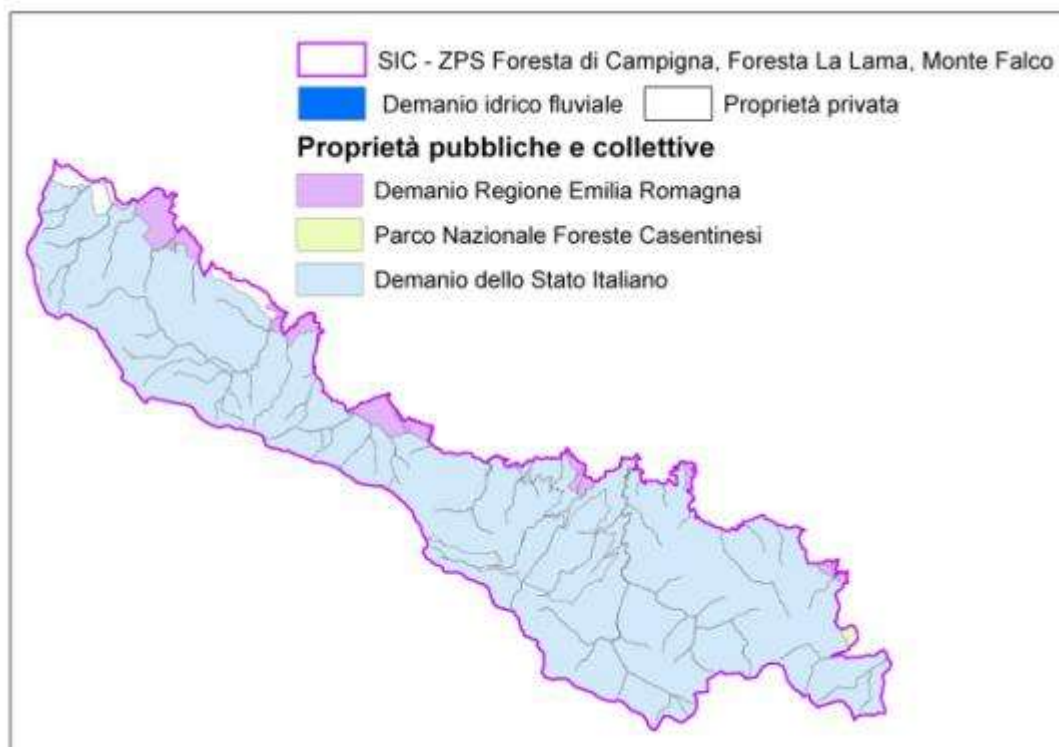 SIC - ZPS Foresta di Campigna, Foresta La Lama, Monte Falco
Demanio idrico fluviale Proprietà privata
Proprietà pubbliche e collettive
Demanio Regione Emilia Romagna
Parco Nazionale Foreste Casentinesi
Demanio dello Stato Italiano